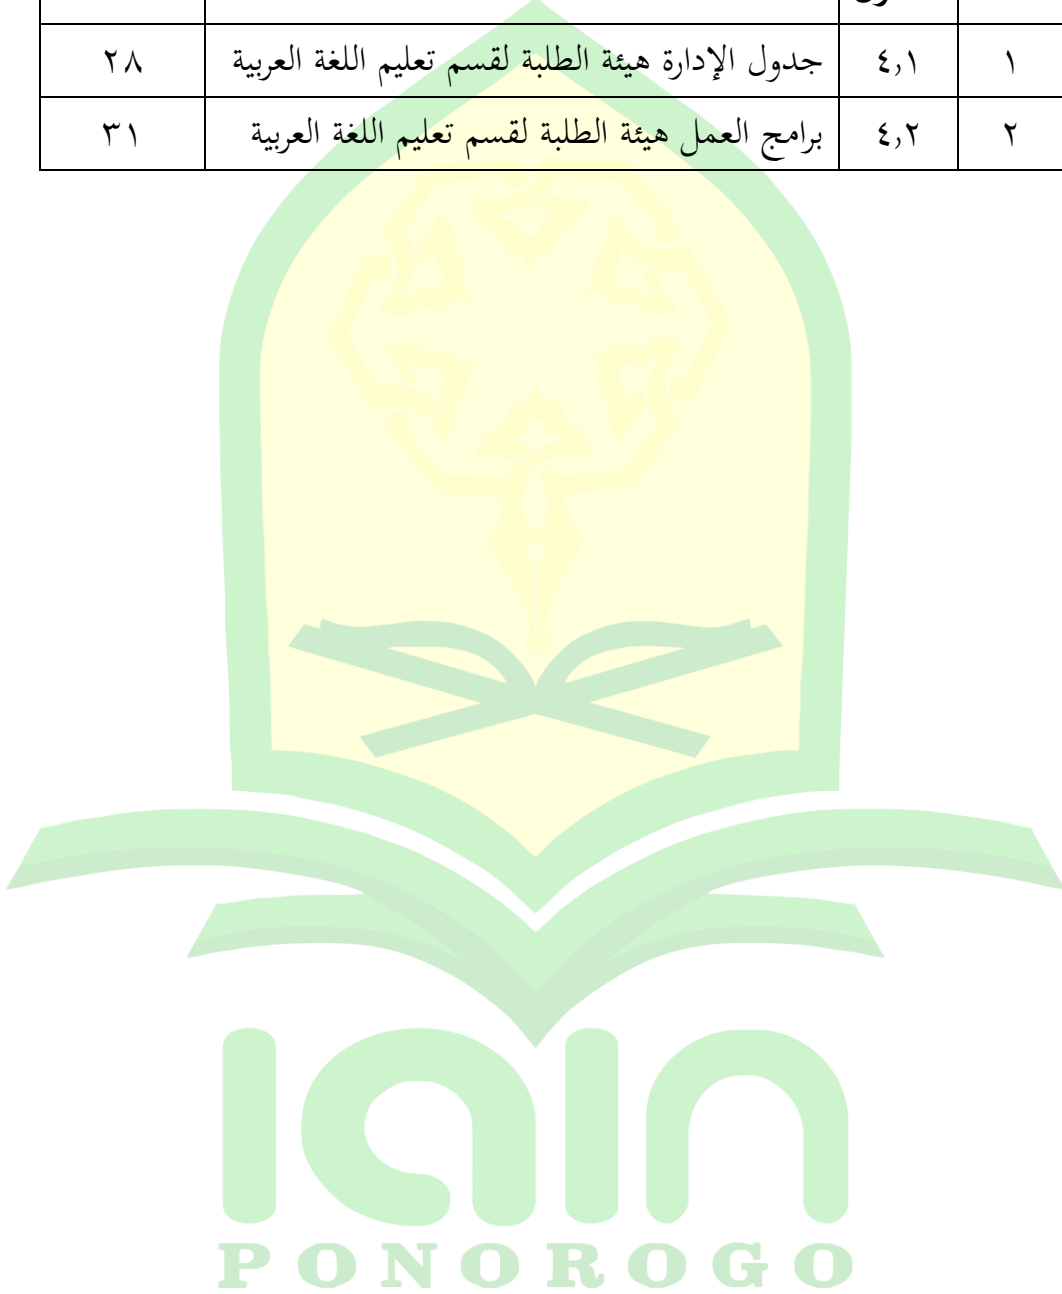 ١ ٤,١ جدول الإدارة هيئة الطلبة لقسم تعليم اللغة العربية ٢٨
٢ ٤,٢ برامج العمل هيئة الطلبة لقسم تعليم اللغة العربية ٣١
iain
PONOROGO